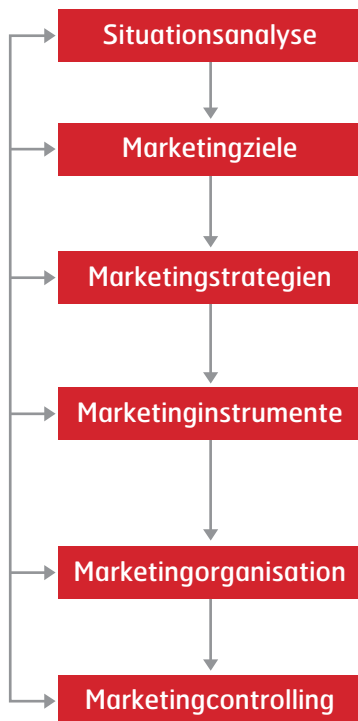 Situationsanalyse
Marketingziele
Marketingstrategien
Marketinginstrumente
Marketingorganisation
Marketingcontrolling